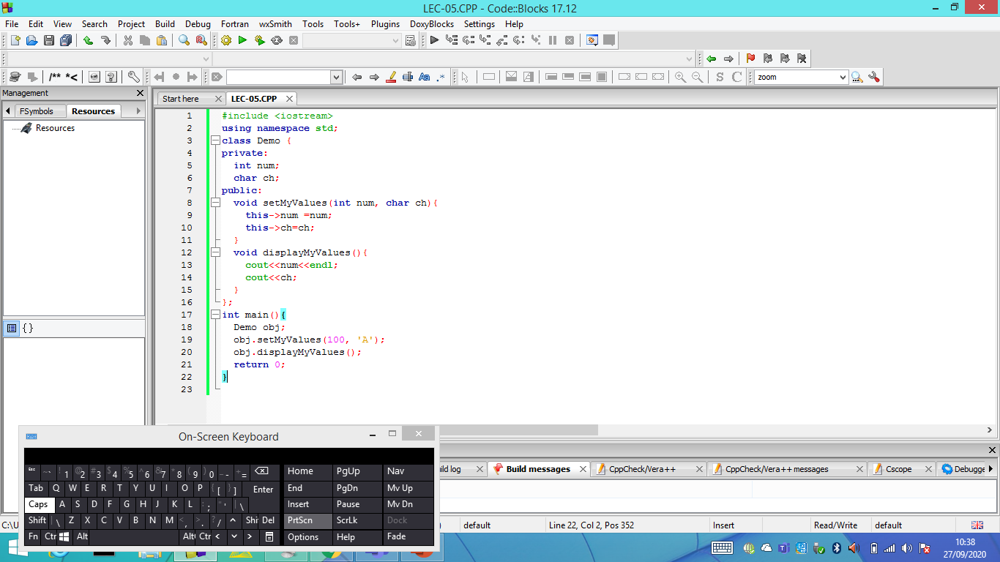 LEC-05.CPP - Code::Blocks 17.12
File Edit View Search Project Build Debug Fortran wxSmith Tools Tools+ Plugins DoxyBlocks Settings Help
/** *<
zoom
Management
FSymbols Resources
Resources
Start here LEC-05.CPP
1 #include <iostream>
2 using namespace std;
3 class Demo {
4 private:
5 int num;
6 char ch;
7 public:
8 void setMyValues(int num, char ch){
9 this->num =num;
10 this->ch=ch;
11 }
12 void displayMyValues(){
13 cout<<num<<endl;
14 cout<<ch;
15 }
16 };
17 int main(){
18 Demo obj;
19 obj.setMyValues(100, 'A');
20 obj.displayMyValues();
21 return 0;
22 }
23
{}
On-Screen Keyboard
Esc ~` !1 @2 #3 $4 %5 ^6 &7 *8 (9 )0 _- += Home PgUp Nav
Tab Q W E R T Y U I O P {[ }] Enter End PgDn Mv Up
Caps A S D F G H J K L :; "' |\ Insert Pause Mv Dn
Shift |\ Z X C V B N M <, >. ?/ ^ Shi Del PrtScn ScrLk Dock
Fn Ctr Alt Alt Ctr < > Options Help Fade
ild log Build messages CppCheck/Vera++ CppCheck/Vera++ messages Cscope Debugge
C:\U ) default Line 22, Col 2, Pos 352 Insert Read/Write default
10:38
27/09/2020